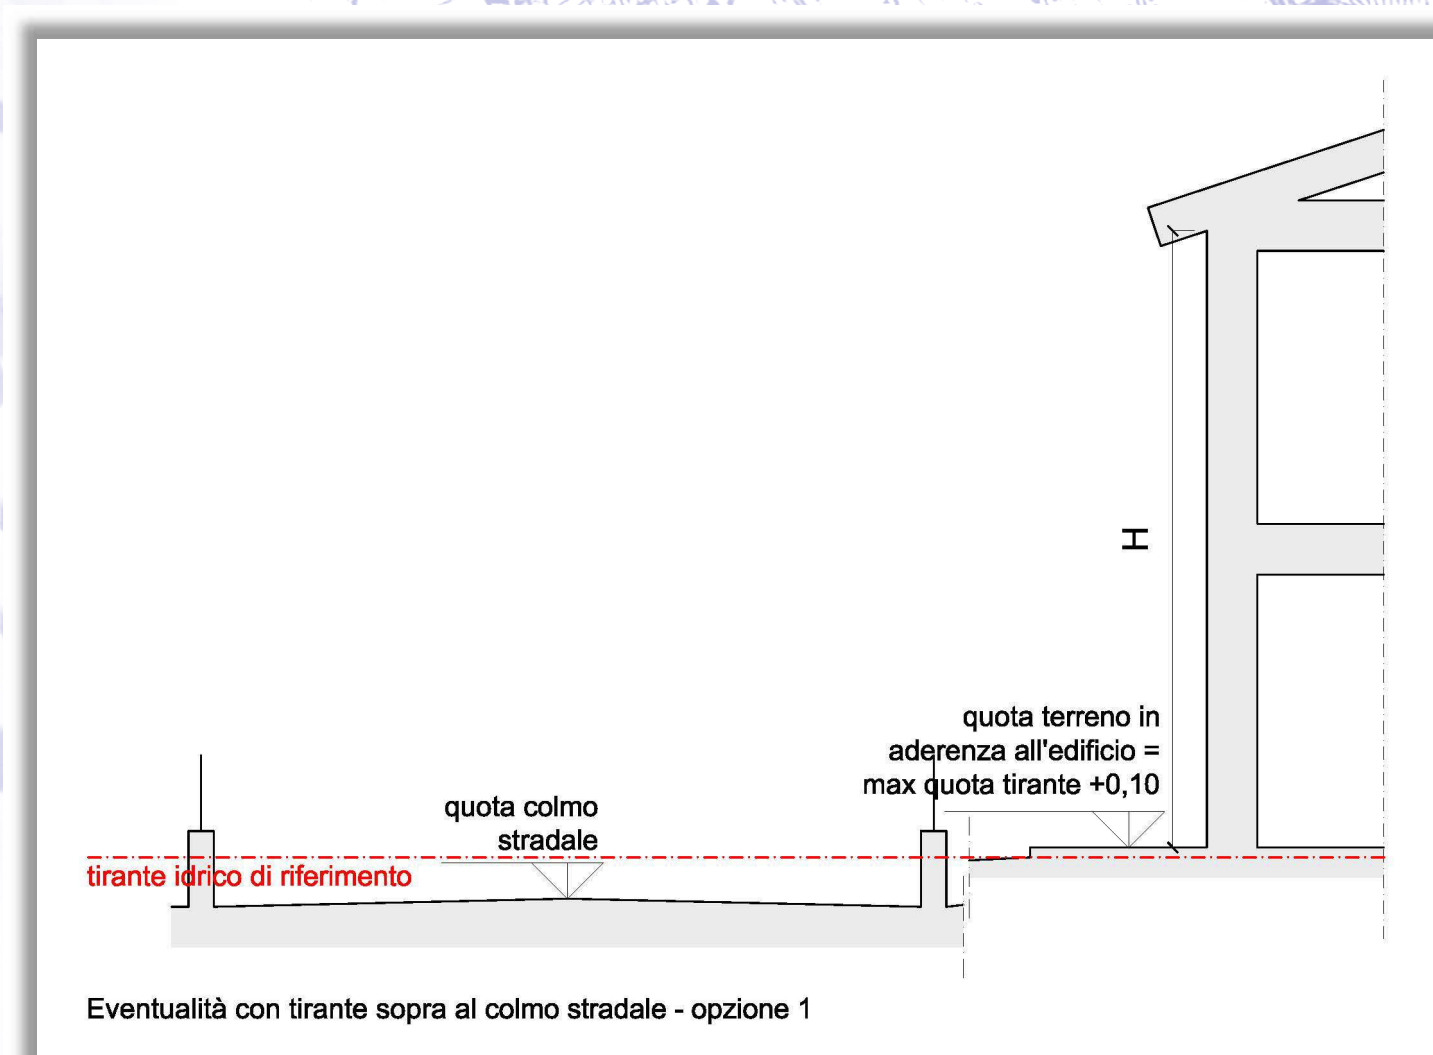 H
quota terreno in
aderenza all'edificio =
max quota tirante +0,10
quota colmo
stradale
tirante idrico di riferimento
Eventualità con tirante sopra al colmo stradale - opzione 1